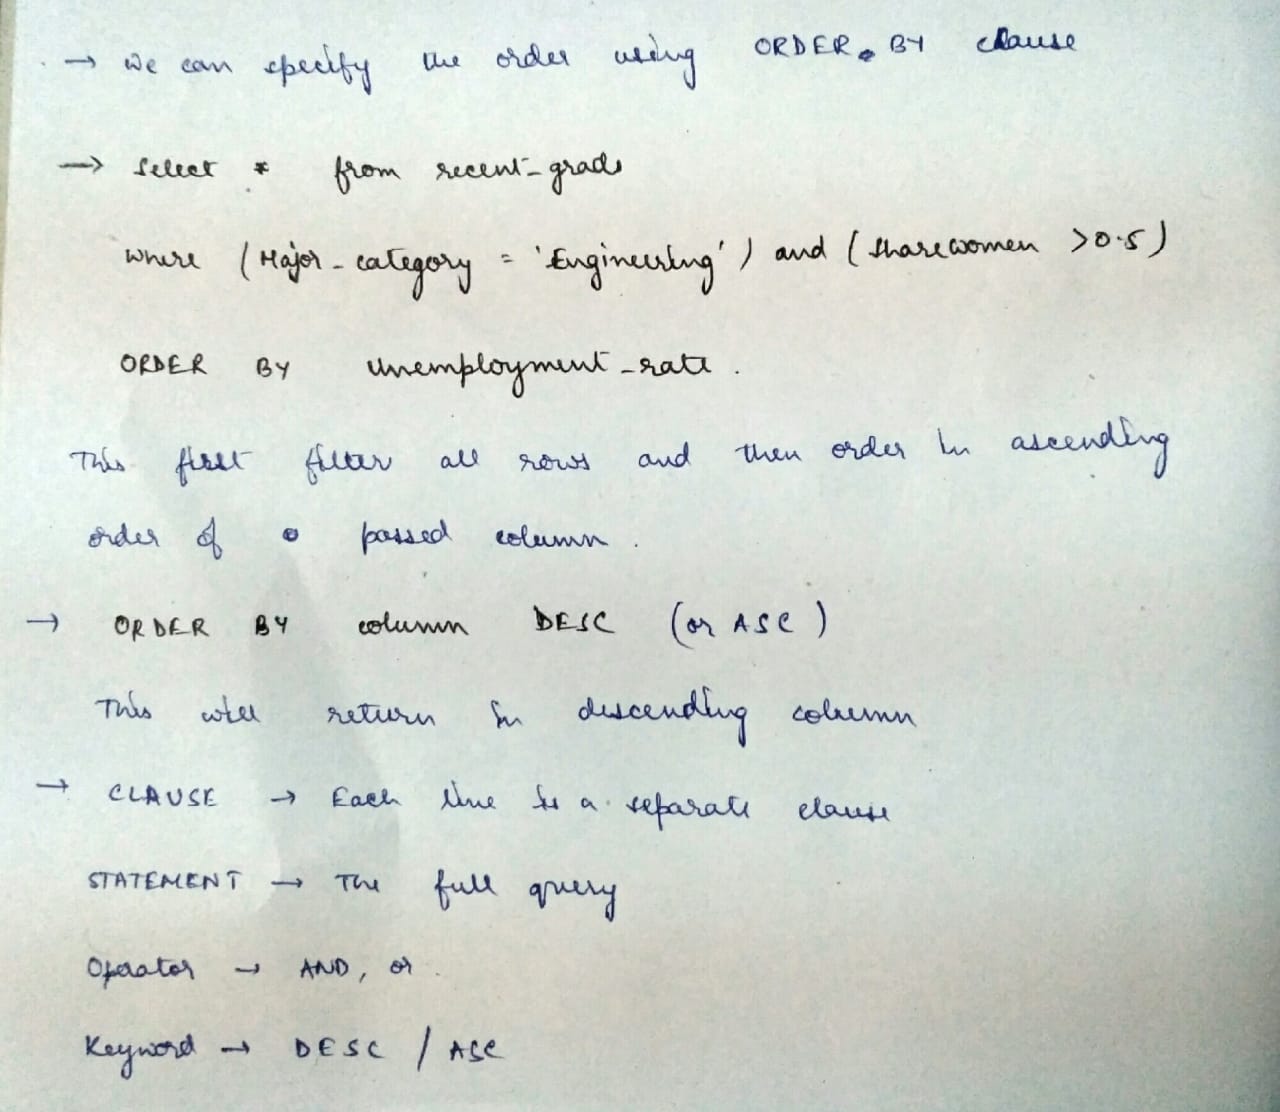 → we can specify the order using ORDER BY clause
→ Select * from recent_grads
where (Major_category = 'Engineering') and (sharewomen >0.5)
ORDER BY unemployment_rate.
This first filter all rows and then order in ascending
order of passed column.
→ ORDER BY column DESC (or ASC)
This will return in descending column
→ CLAUSE → Each line is a separate clause
STATEMENT → The full query
Operator → AND, or.
Keyword → DESC / ASC